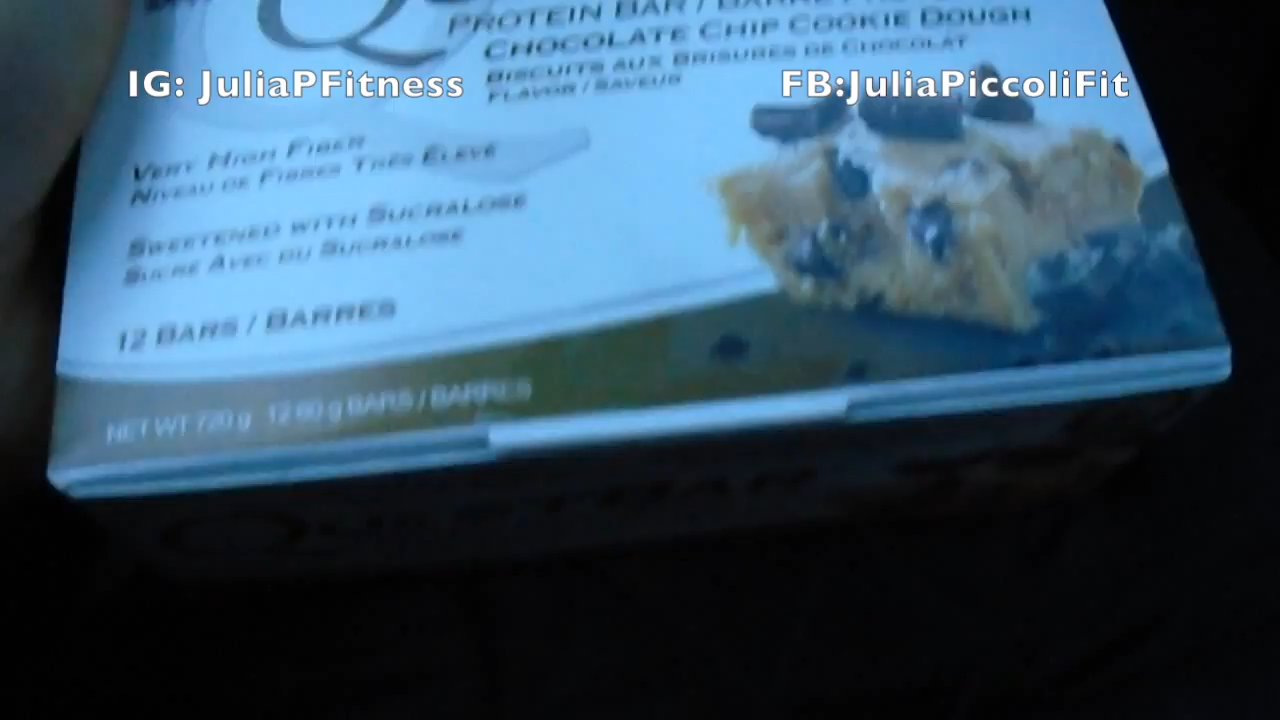 PROTEIN BAR / BARRE
CHOCOLATE CHIP COOKIE DOUGH
BISCUITS AUX BRISURES DE CHOCOLAT
FLAVOR / SAVEUR
IG: JuliaPFitness
FB:JuliaPiccoliFit
VERY HIGH FIBER
NIVEAU DE FIBRES TRÈS ÉLEVÉ
SWEETENED WITH SUCRALOSE
SUCRÉ AVEC DU SUCRALOSE
12 BARS / BARRES
NET WT 720 g 12 60 g BARS / BARRES
QUESTBAR